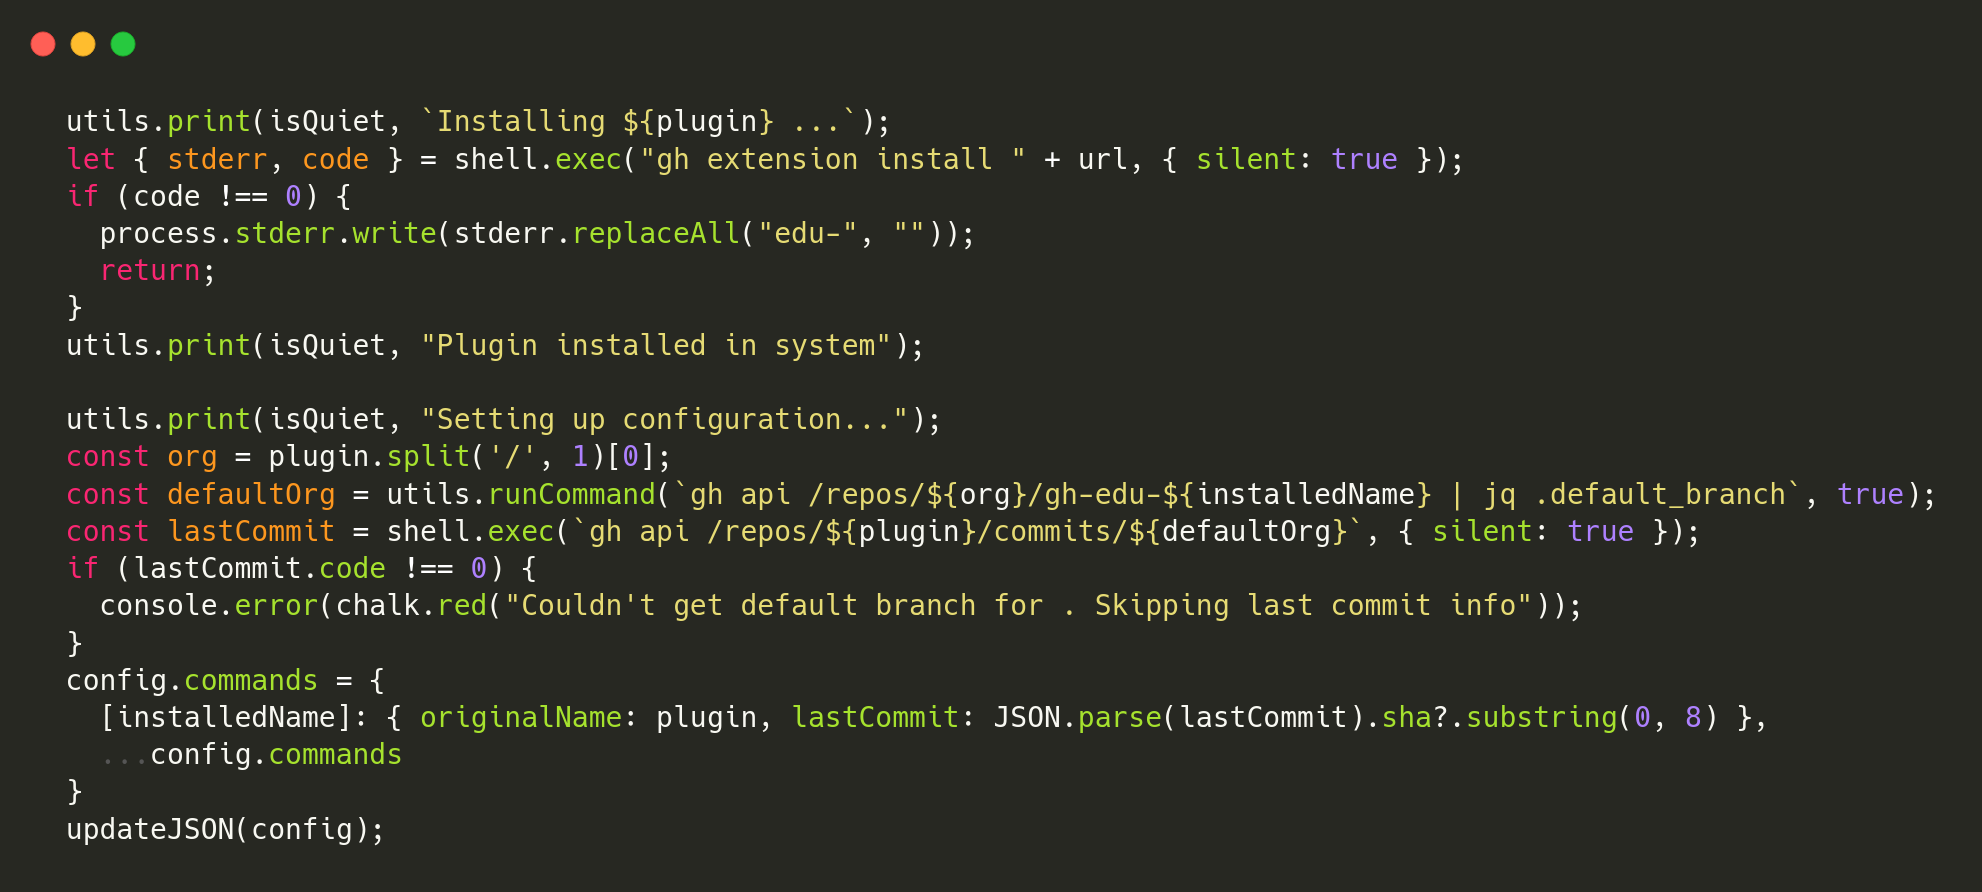 utils.print(isQuiet, `Installing ${plugin} ...`);
let { stderr, code } = shell.exec("gh extension install " + url, { silent: true });
if (code !== 0) {
  process.stderr.write(stderr.replaceAll("edu-", ""));
  return;
}
utils.print(isQuiet, "Plugin installed in system");

utils.print(isQuiet, "Setting up configuration...");
const org = plugin.split('/', 1)[0];
const defaultOrg = utils.runCommand(`gh api /repos/${org}/gh-edu-${installedName} | jq .default_branch`, true);
const lastCommit = shell.exec(`gh api /repos/${plugin}/commits/${defaultOrg}`, { silent: true });
if (lastCommit.code !== 0) {
  console.error(chalk.red("Couldn't get default branch for . Skipping last commit info"));
}
config.commands = {
  [installedName]: { originalName: plugin, lastCommit: JSON.parse(lastCommit).sha?.substring(0, 8) },
  ...config.commands
}
updateJSON(config);